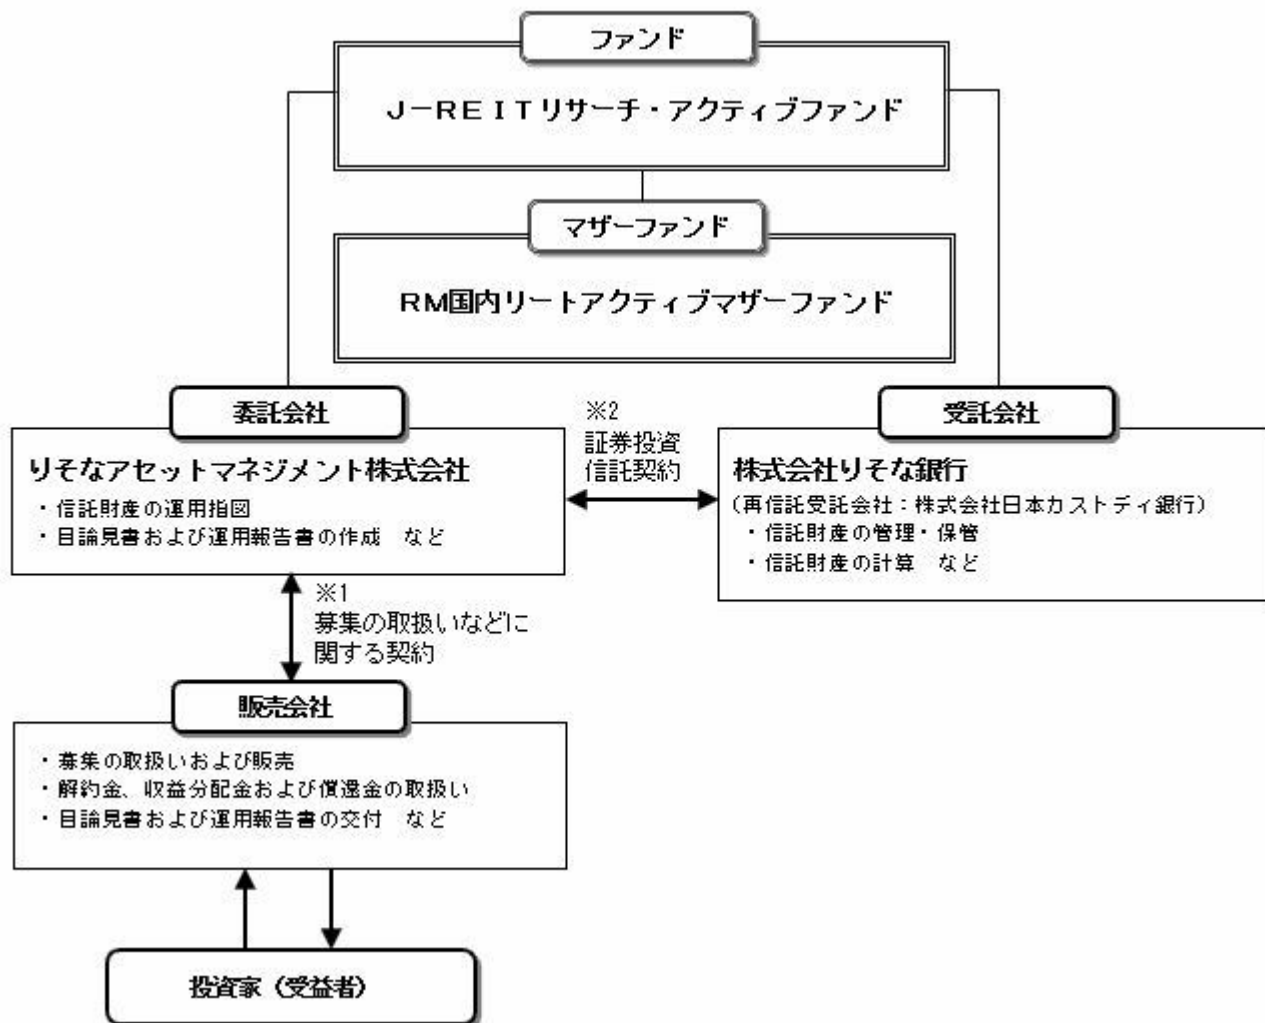 ファンド
J－REITリサーチ・アクティブファンド
マザーファンド
RM国内リートアクティブマザーファンド
委託会社
りそなアセットマネジメント株式会社
・信託財産の運用指図
・目論見書および運用報告書の作成　など
※2
証券投資
信託契約
受託会社
株式会社りそな銀行
（再信託受託会社：株式会社日本カストディ銀行）
・信託財産の管理・保管
・信託財産の計算　など
※1
募集の取扱いなどに
関する契約
販売会社
・募集の取扱いおよび販売
・解約金、収益分配金および償還金の取扱い
・目論見書および運用報告書の交付　など
投資家（受益者）